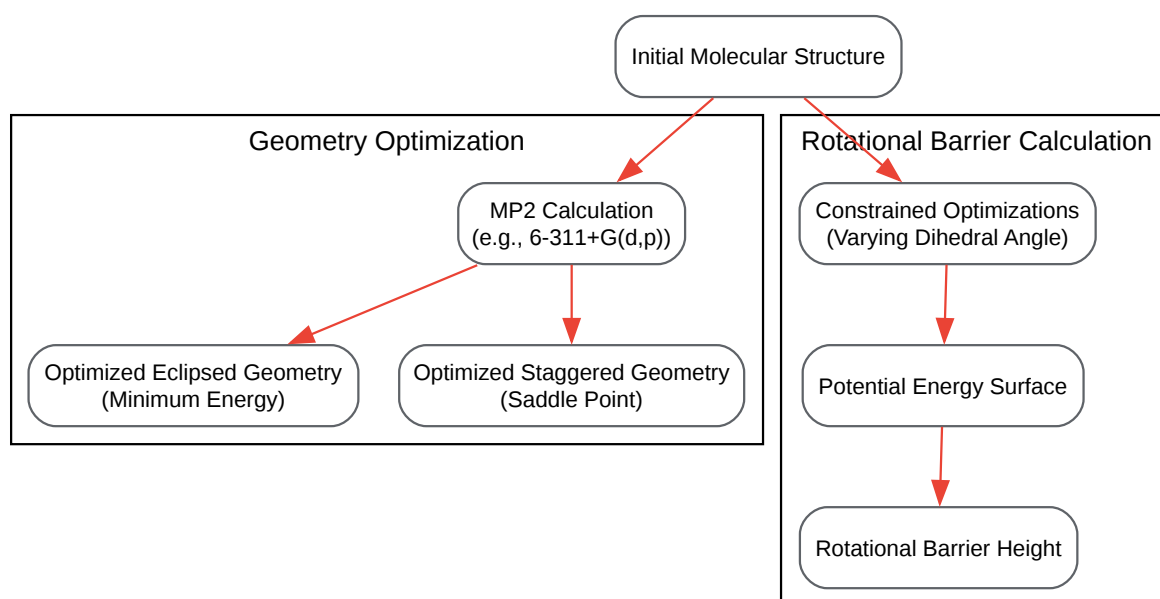 Initial Molecular Structure
Geometry Optimization
Rotational Barrier Calculation
MP2 Calculation
(e.g., 6-311+G(d,p))
Constrained Optimizations
(Varying Dihedral Angle)
Optimized Eclipsed Geometry
(Minimum Energy)
Optimized Staggered Geometry
(Saddle Point)
Potential Energy Surface
Rotational Barrier Height